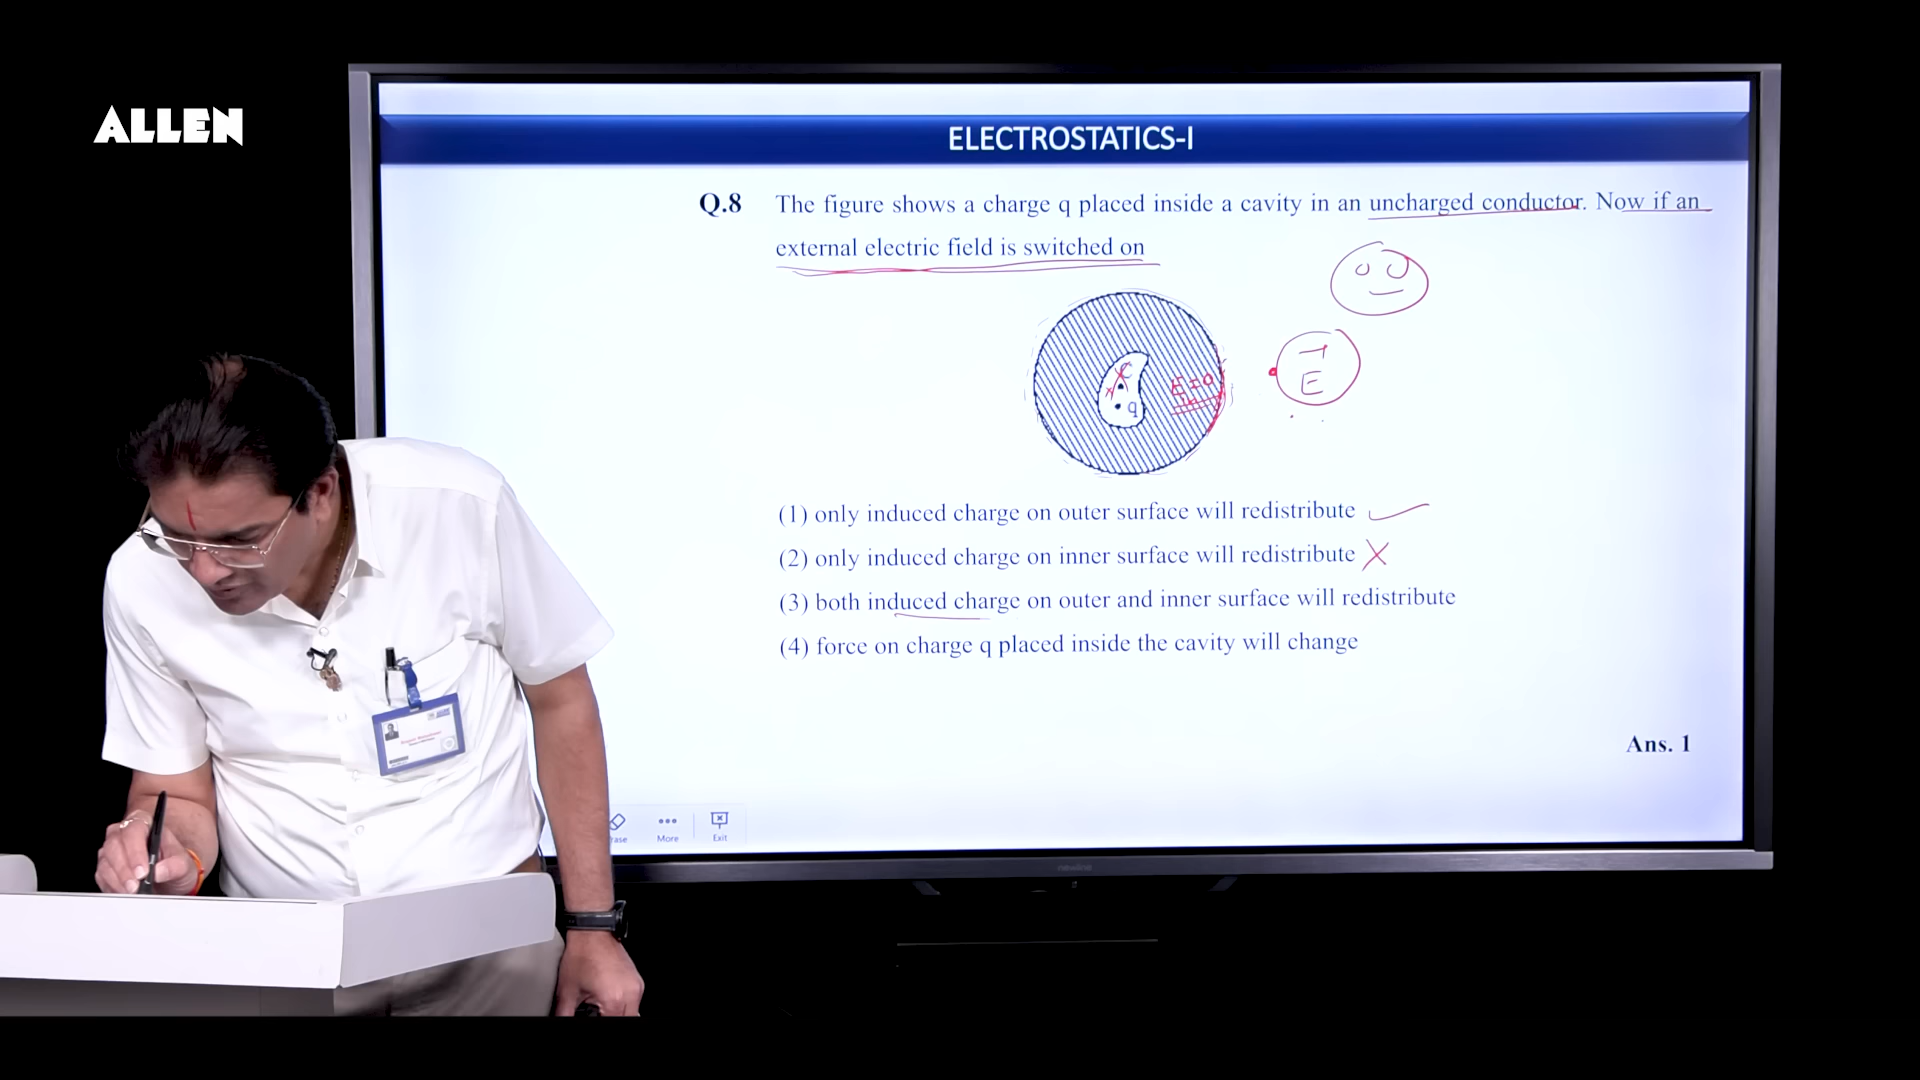 ALLEN
ELECTROSTATICS-I
Q.8 The figure shows a charge q placed inside a cavity in an uncharged conductor. Now if an
external electric field is switched on
C
q
E=0
in
E
(1) only induced charge on outer surface will redistribute
(2) only induced charge on inner surface will redistribute
(3) both induced charge on outer and inner surface will redistribute
(4) force on charge q placed inside the cavity will change
Ans. 1
More
Exit